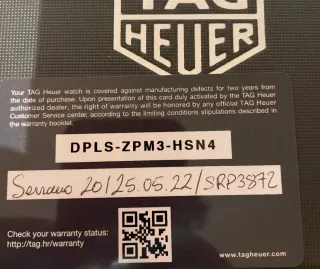 TAG
HEUER
Your TAG Heuer watch is covered against manufacturing defects for two years from
the date of purchase. Upon presentation of this card duly activated by the TAG Heuer
authorized dealer, the right of warranty will be honored by any official TAG Heuer
Customer Service center, according to the limiting conditions stipulations described in
the warranty booklet.
DPLS-ZPM3-HSN4
Serrano 20/25.05.22/SRP3872
Check your warranty status:
http://tag.hr/warranty
www.tagheuer.com